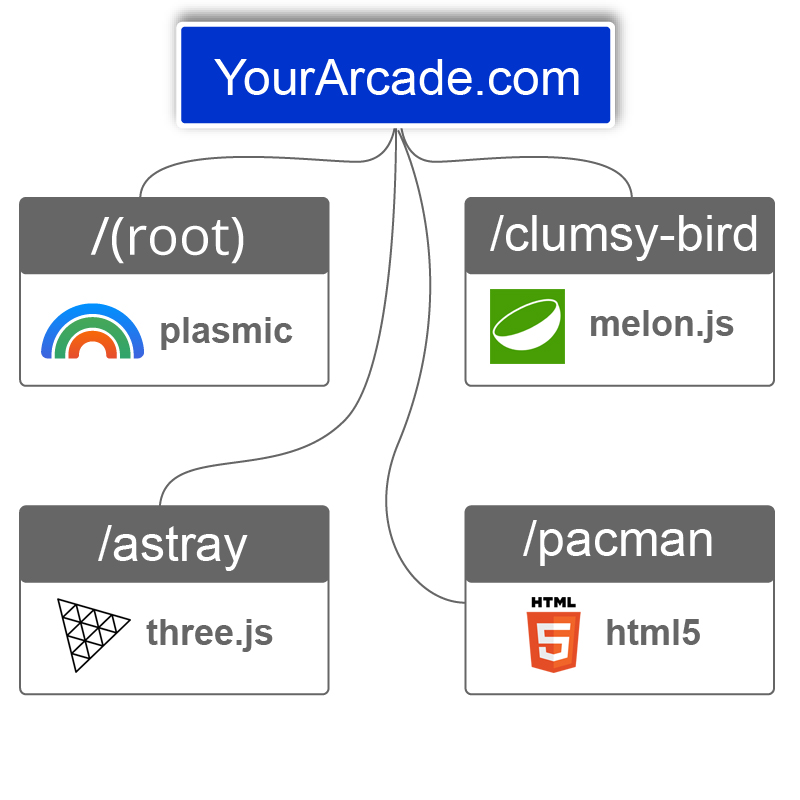 YourArcade.com
/(root)
plasmic
/clumsy-bird
melon.js
/astray
three.js
/pacman
HTML
5
html5